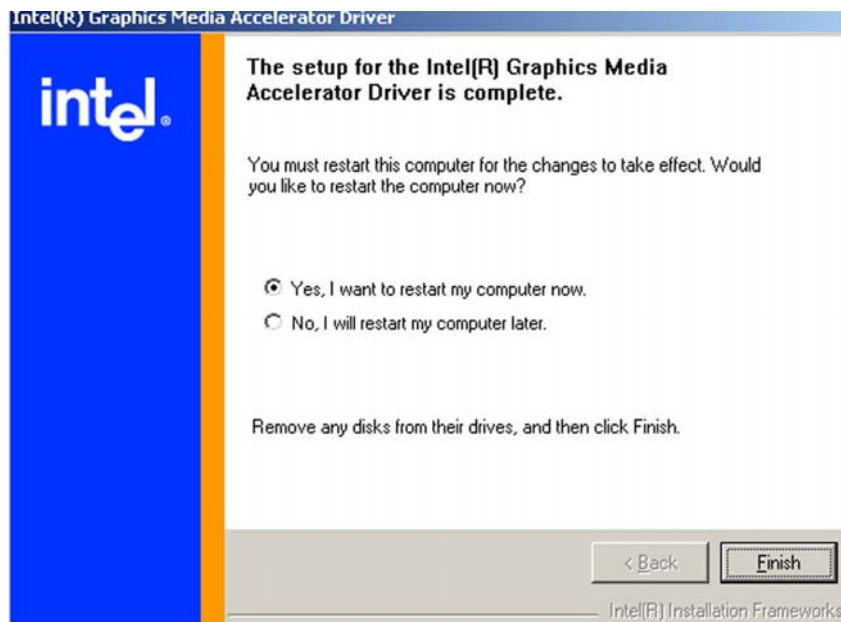 Intel(R) Graphics Media Accelerator Driver
intel®
The setup for the Intel(R) Graphics Media
Accelerator Driver is complete.
You must restart this computer for the changes to take effect. Would
you like to restart the computer now?
Yes, I want to restart my computer now.
No, I will restart my computer later.
Remove any disks from their drives, and then click Finish.
< Back
Finish
Intel(R) Installation Frameworks